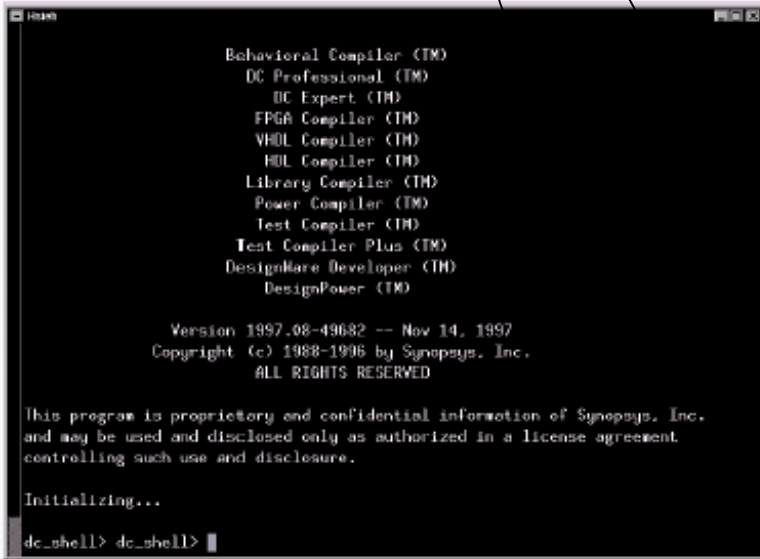 Hsieh
Behavioral Compiler (TM)
DC Professional (TM)
DC Expert (TM)
FPGA Compiler (TM)
VHDL Compiler (TM)
HDL Compiler (TM)
Library Compiler (TM)
Power Compiler (TM)
Test Compiler (TM)
Test Compiler Plus (TM)
DesignWare Developer (TM)
DesignPower (TM)
Version 1997.08-49682 -- Nov 14, 1997
Copyright (c) 1988-1996 by Synopsys, Inc.
ALL RIGHTS RESERVED
This program is proprietary and confidential information of Synopsys, Inc.
and may be used and disclosed only as authorized in a license agreement
controlling such use and disclosure.
Initializing...
dc_shell> dc_shell>